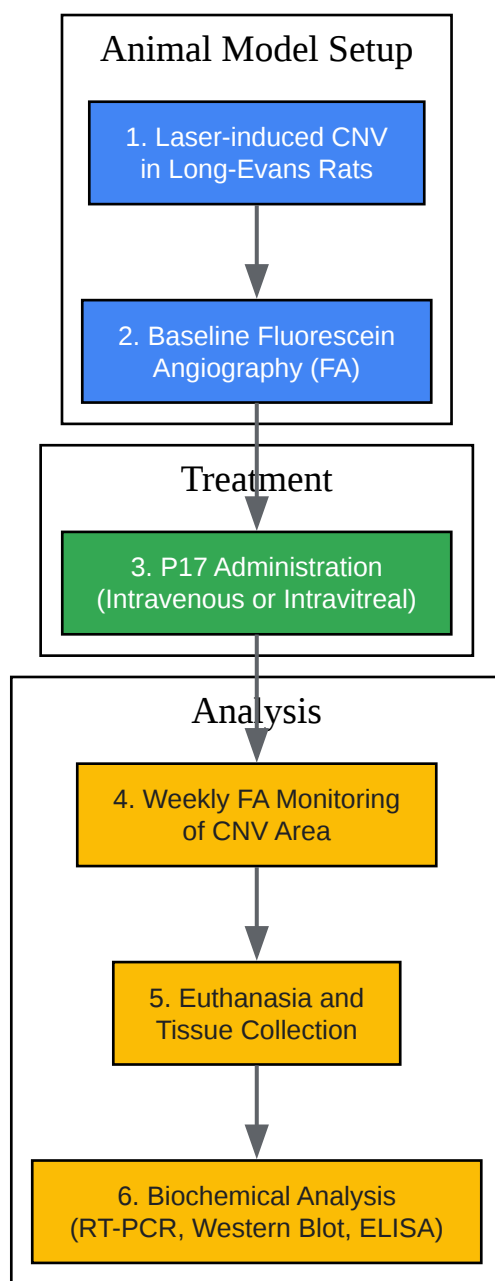 Animal Model Setup
1. Laser-induced CNV
in Long-Evans Rats
2. Baseline Fluorescein
Angiography (FA)
Treatment
3. P17 Administration
(Intravenous or Intravitreal)
Analysis
4. Weekly FA Monitoring
of CNV Area
5. Euthanasia and
Tissue Collection
6. Biochemical Analysis
(RT-PCR, Western Blot, ELISA)